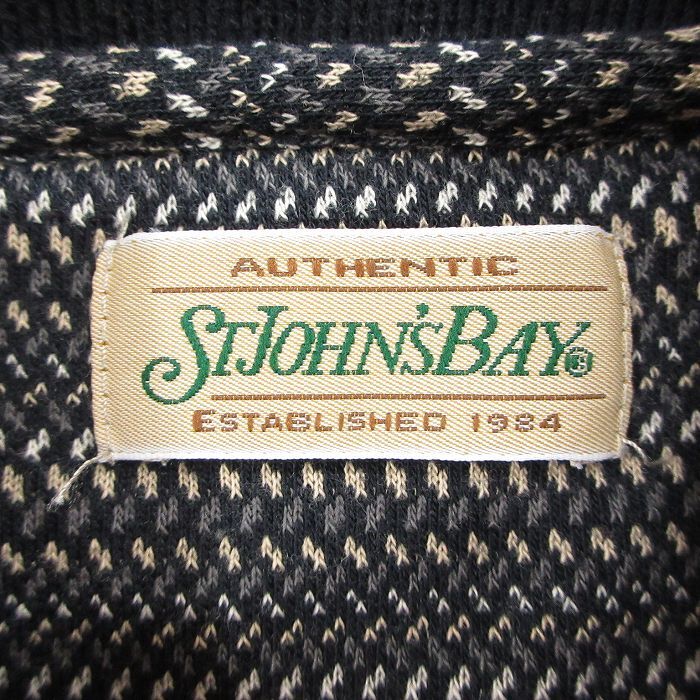 AUTHENTIC
ST.JOHN'S BAY®
ESTABLISHED 1984